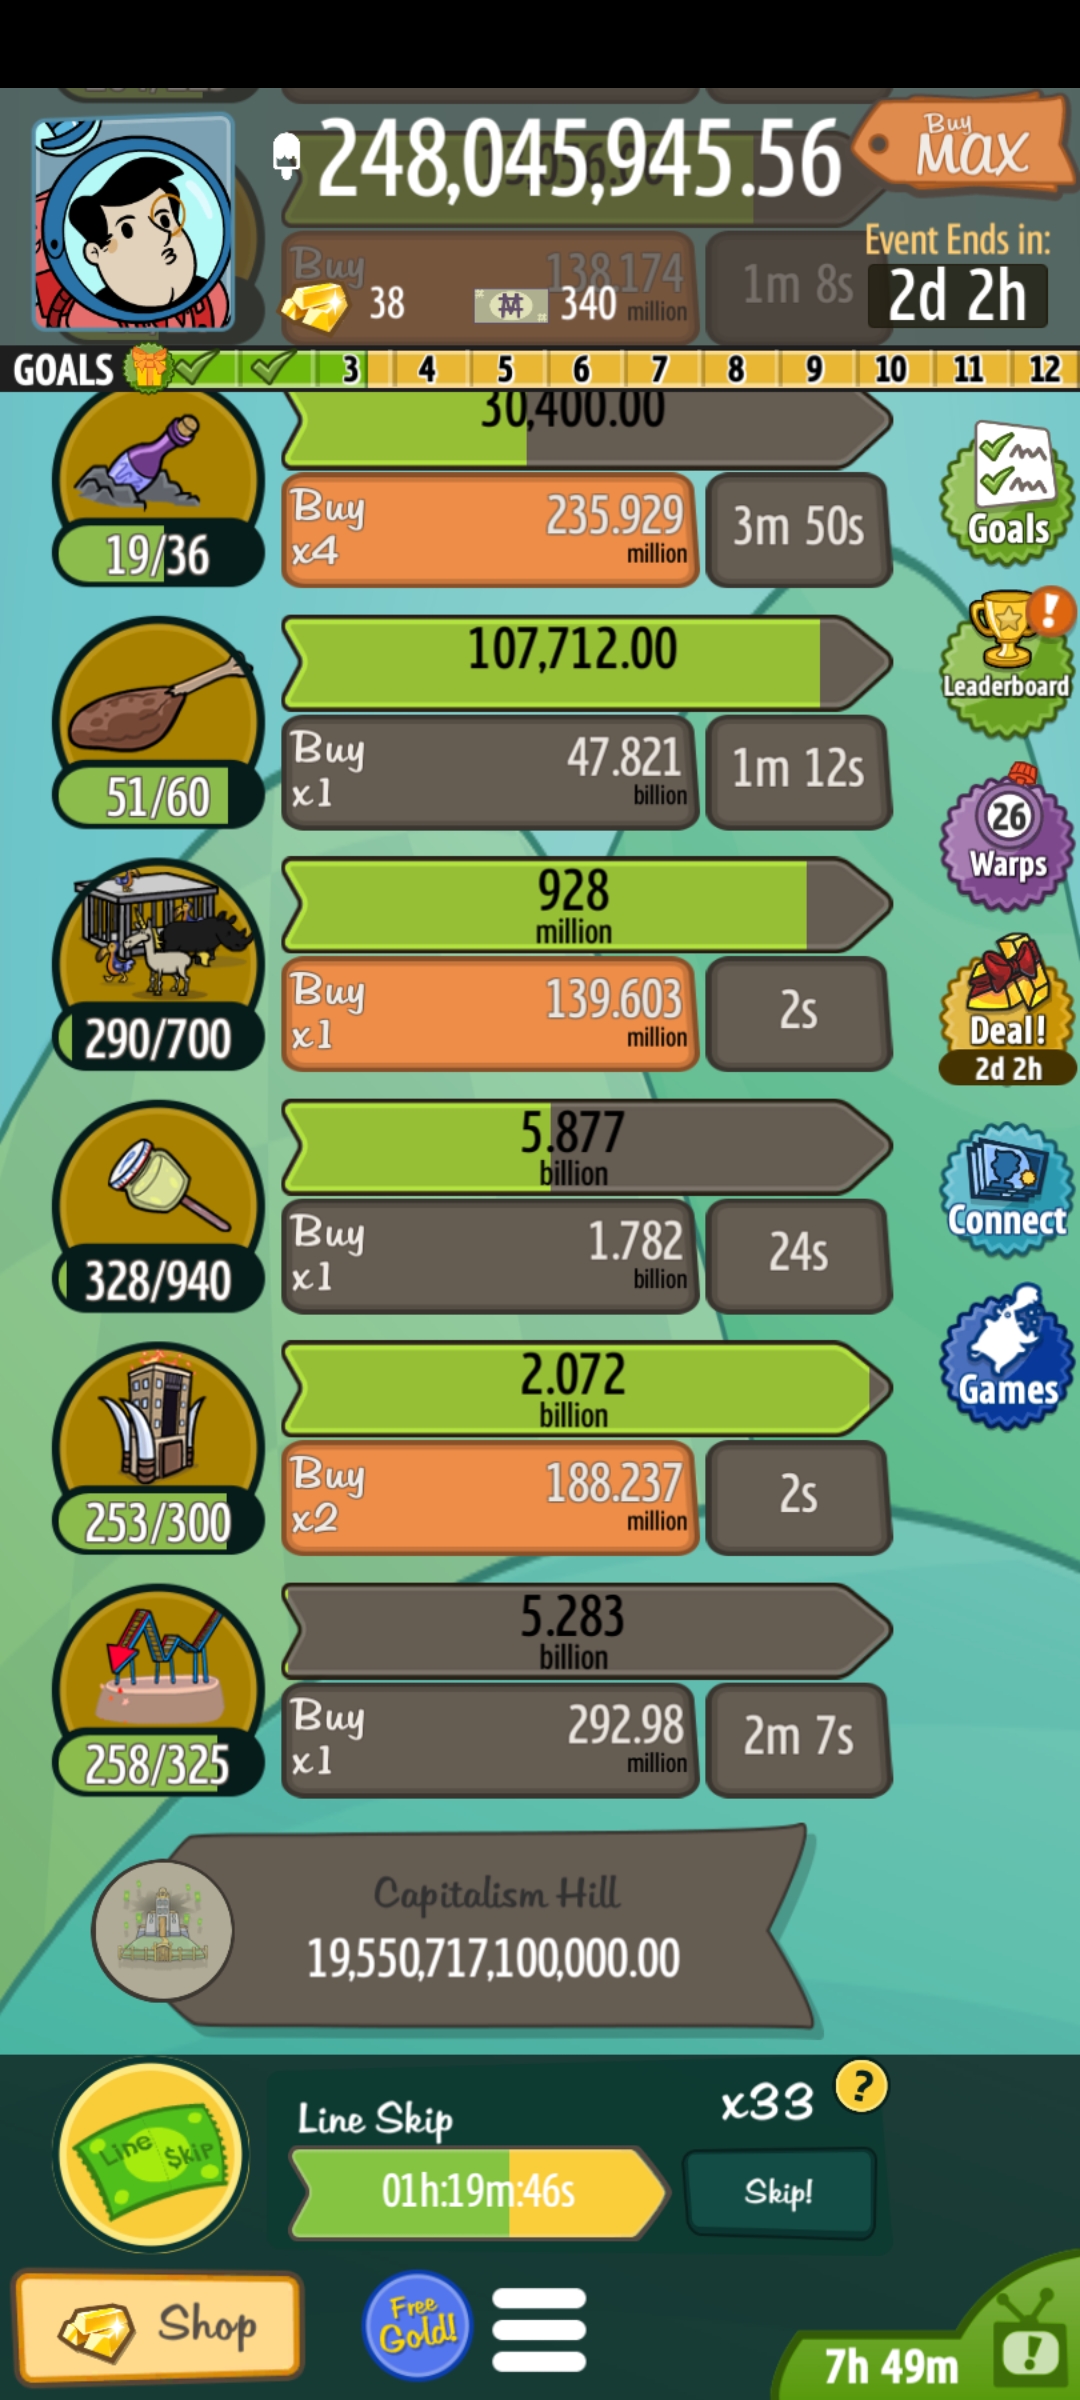 248,045,945.56
Buy
MAX
13,056.00
Buy
138.174
million
1m 8s
Event Ends in:
2d 2h
38
340
GOALS
3 4 5 6 7 8 9 10 11 12
30,400.00
19/36
Buy
x4
235.929
million
3m 50s
Goals
107,712.00
51/60
Buy
x1
47.821
billion
1m 12s
Leaderboard
928
million
290/700
Buy
x1
139.603
million
2s
26
Warps
Deal!
2d 2h
5.877
billion
328/940
Buy
x1
1.782
billion
24s
Connect
2.072
billion
253/300
Buy
x2
188.237
million
2s
Games
5.283
billion
258/325
Buy
x1
292.98
million
2m 7s
Capitalism Hill
19,550,717,100,000.00
Line $kip
Line Skip
x33
?
01h:19m:46s
Skip!
Shop
Free
Gold!
7h 49m
!